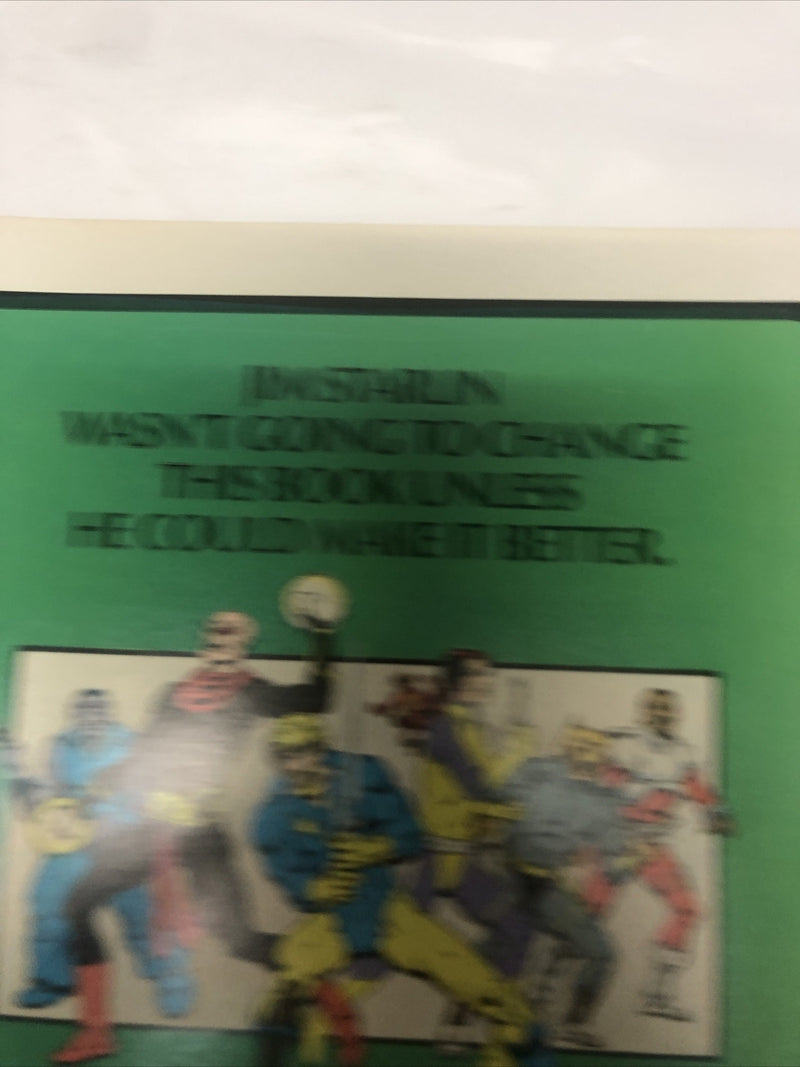 JIM STARLIN
WASN'T GOING TO CHANGE
THIS BOOK UNLESS
HE COULD MAKE IT BETTER.